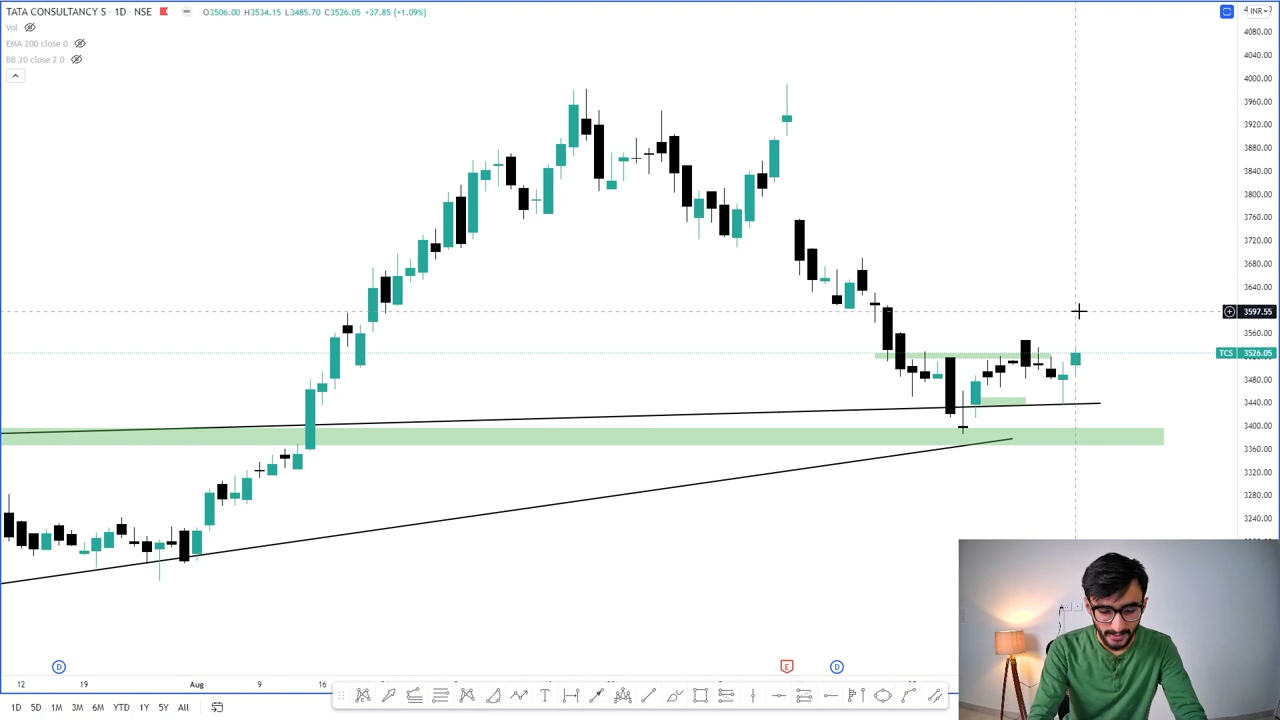 TATA CONSULTANCY S · 1D · NSE O3506.00 H3534.15 L3485.70 C3526.05 +37.85 (+1.09%)
INR
Vol
EMA 200 close 0
BB 20 close 2 0
4080.00
4040.00
4000.00
3960.00
3920.00
3880.00
3840.00
3800.00
3760.00
3720.00
3680.00
3640.00
3597.55
3560.00
TCS 3526.05
3480.00
3440.00
3400.00
3360.00
3320.00
3280.00
3240.00
D E D
12 19 Aug 9 16
1D 5D 1M 3M 6M YTD 1Y 5Y All